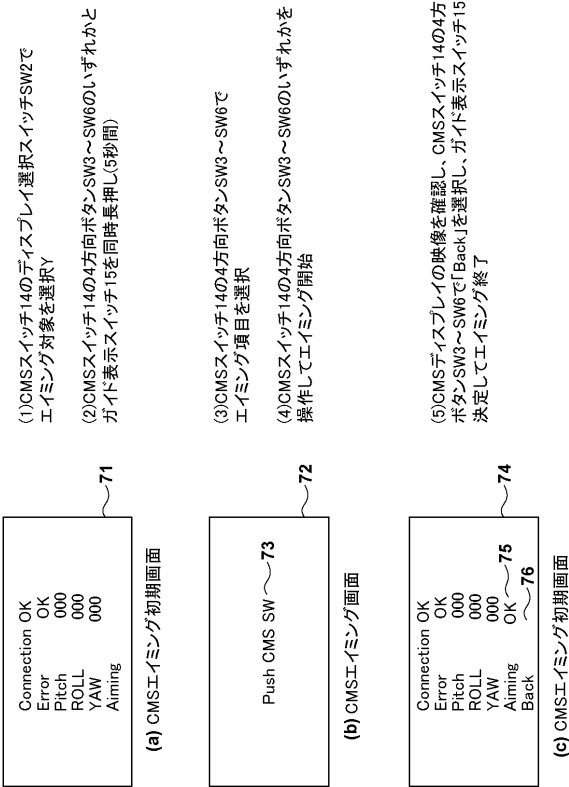 Connection OK
Error OK
Pitch 000
ROLL 000
YAW 000
Aiming
71
(a) CMSエイミング初期画面
(1)CMSスイッチ14のディスプレイ選択スイッチSW2で
エイミング対象を選択Y
(2)CMSスイッチ14の4方向ボタンSW3～SW6のいずれかと
ガイド表示スイッチ15を同時長押し(5秒間)
Push CMS SW 73
72
(b) CMSエイミング画面
(3)CMSスイッチ14の4方向ボタンSW3～SW6で
エイミング項目を選択
(4)CMSスイッチ14の4方向ボタンSW3～SW6のいずれかを
操作してエイミング開始
Connection OK
Error OK
Pitch 000
ROLL 000
YAW 000
Aiming OK 75
Back 76
74
(c) CMSエイミング初期画面
(5)CMSディスプレイの映像を確認し、CMSスイッチ14の4方
ボタンSW3～SW6で「Back」を選択し、ガイド表示スイッチ15
決定してエイミング終了